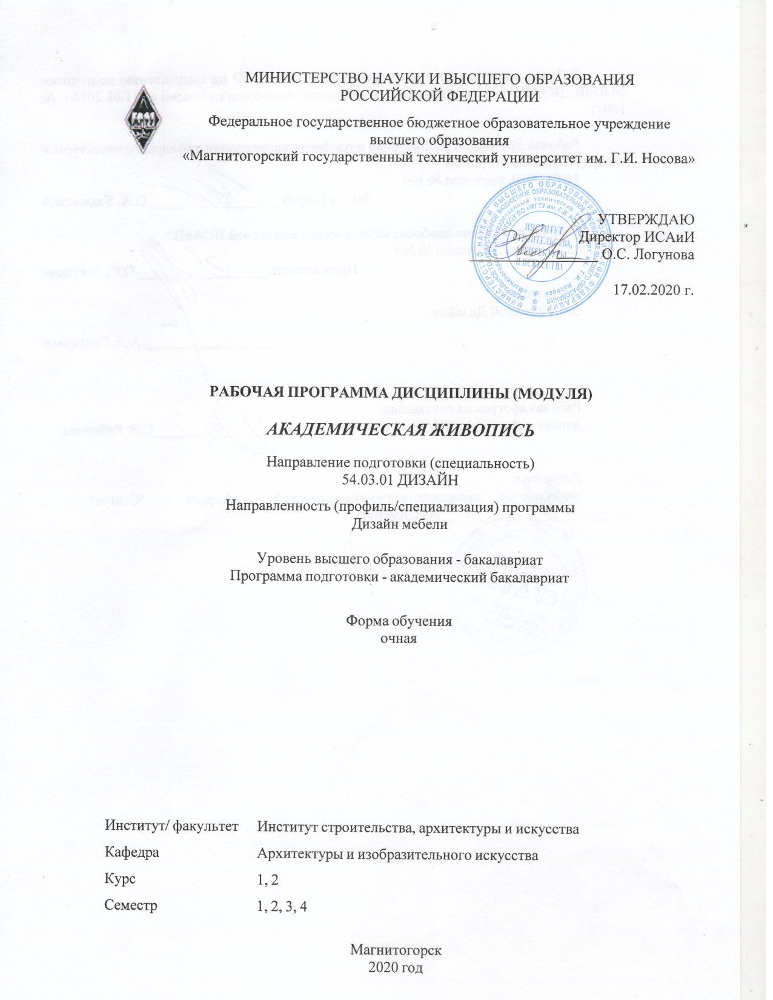 МИНИСТЕРСТВО НАУКИ И ВЫСШЕГО ОБРАЗОВАНИЯ
РОССИЙСКОЙ ФЕДЕРАЦИИ
Федеральное государственное бюджетное образовательное учреждение
высшего образования
«Магнитогорский государственный технический университет им. Г.И. Носова»
УТВЕРЖДАЮ
Директор ИСАиИ
О.С. Логунова
17.02.2020 г.
ИНСТИТУТ
СТРОИТЕЛЬСТВА,
АРХИТЕКТУРЫ
И ИСКУССТВА
РАБОЧАЯ ПРОГРАММА ДИСЦИПЛИНЫ (МОДУЛЯ)
АКАДЕМИЧЕСКАЯ ЖИВОПИСЬ
Направление подготовки (специальность)
54.03.01 ДИЗАЙН
Направленность (профиль/специализация) программы
Дизайн мебели
Уровень высшего образования - бакалавриат
Программа подготовки - академический бакалавриат
Форма обучения
очная
Институт/ факультет Институт строительства, архитектуры и искусства
Кафедра Архитектуры и изобразительного искусства
Курс 1, 2
Семестр 1, 2, 3, 4
Магнитогорск
2020 год